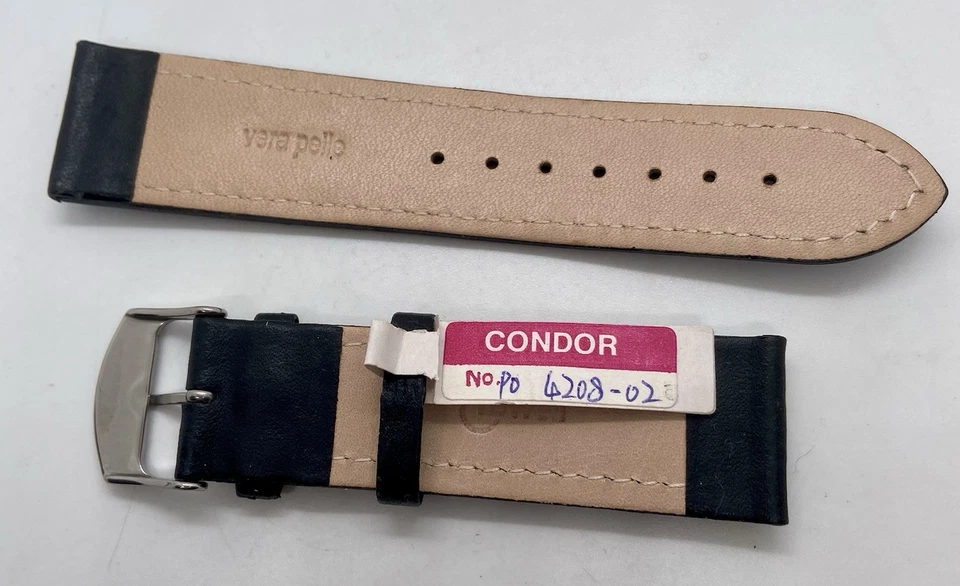 vera pelle
CONDOR
No. PO 4208-02